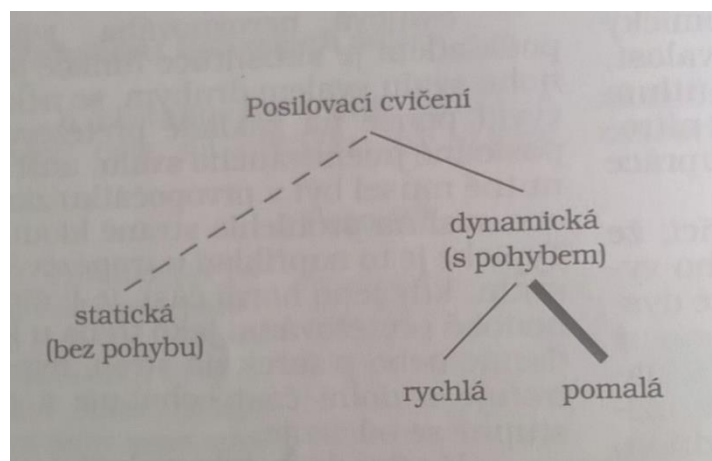 Posilovací cvičení
dynamická
(s pohybem)
statická
(bez pohybu)
rychlá
pomalá